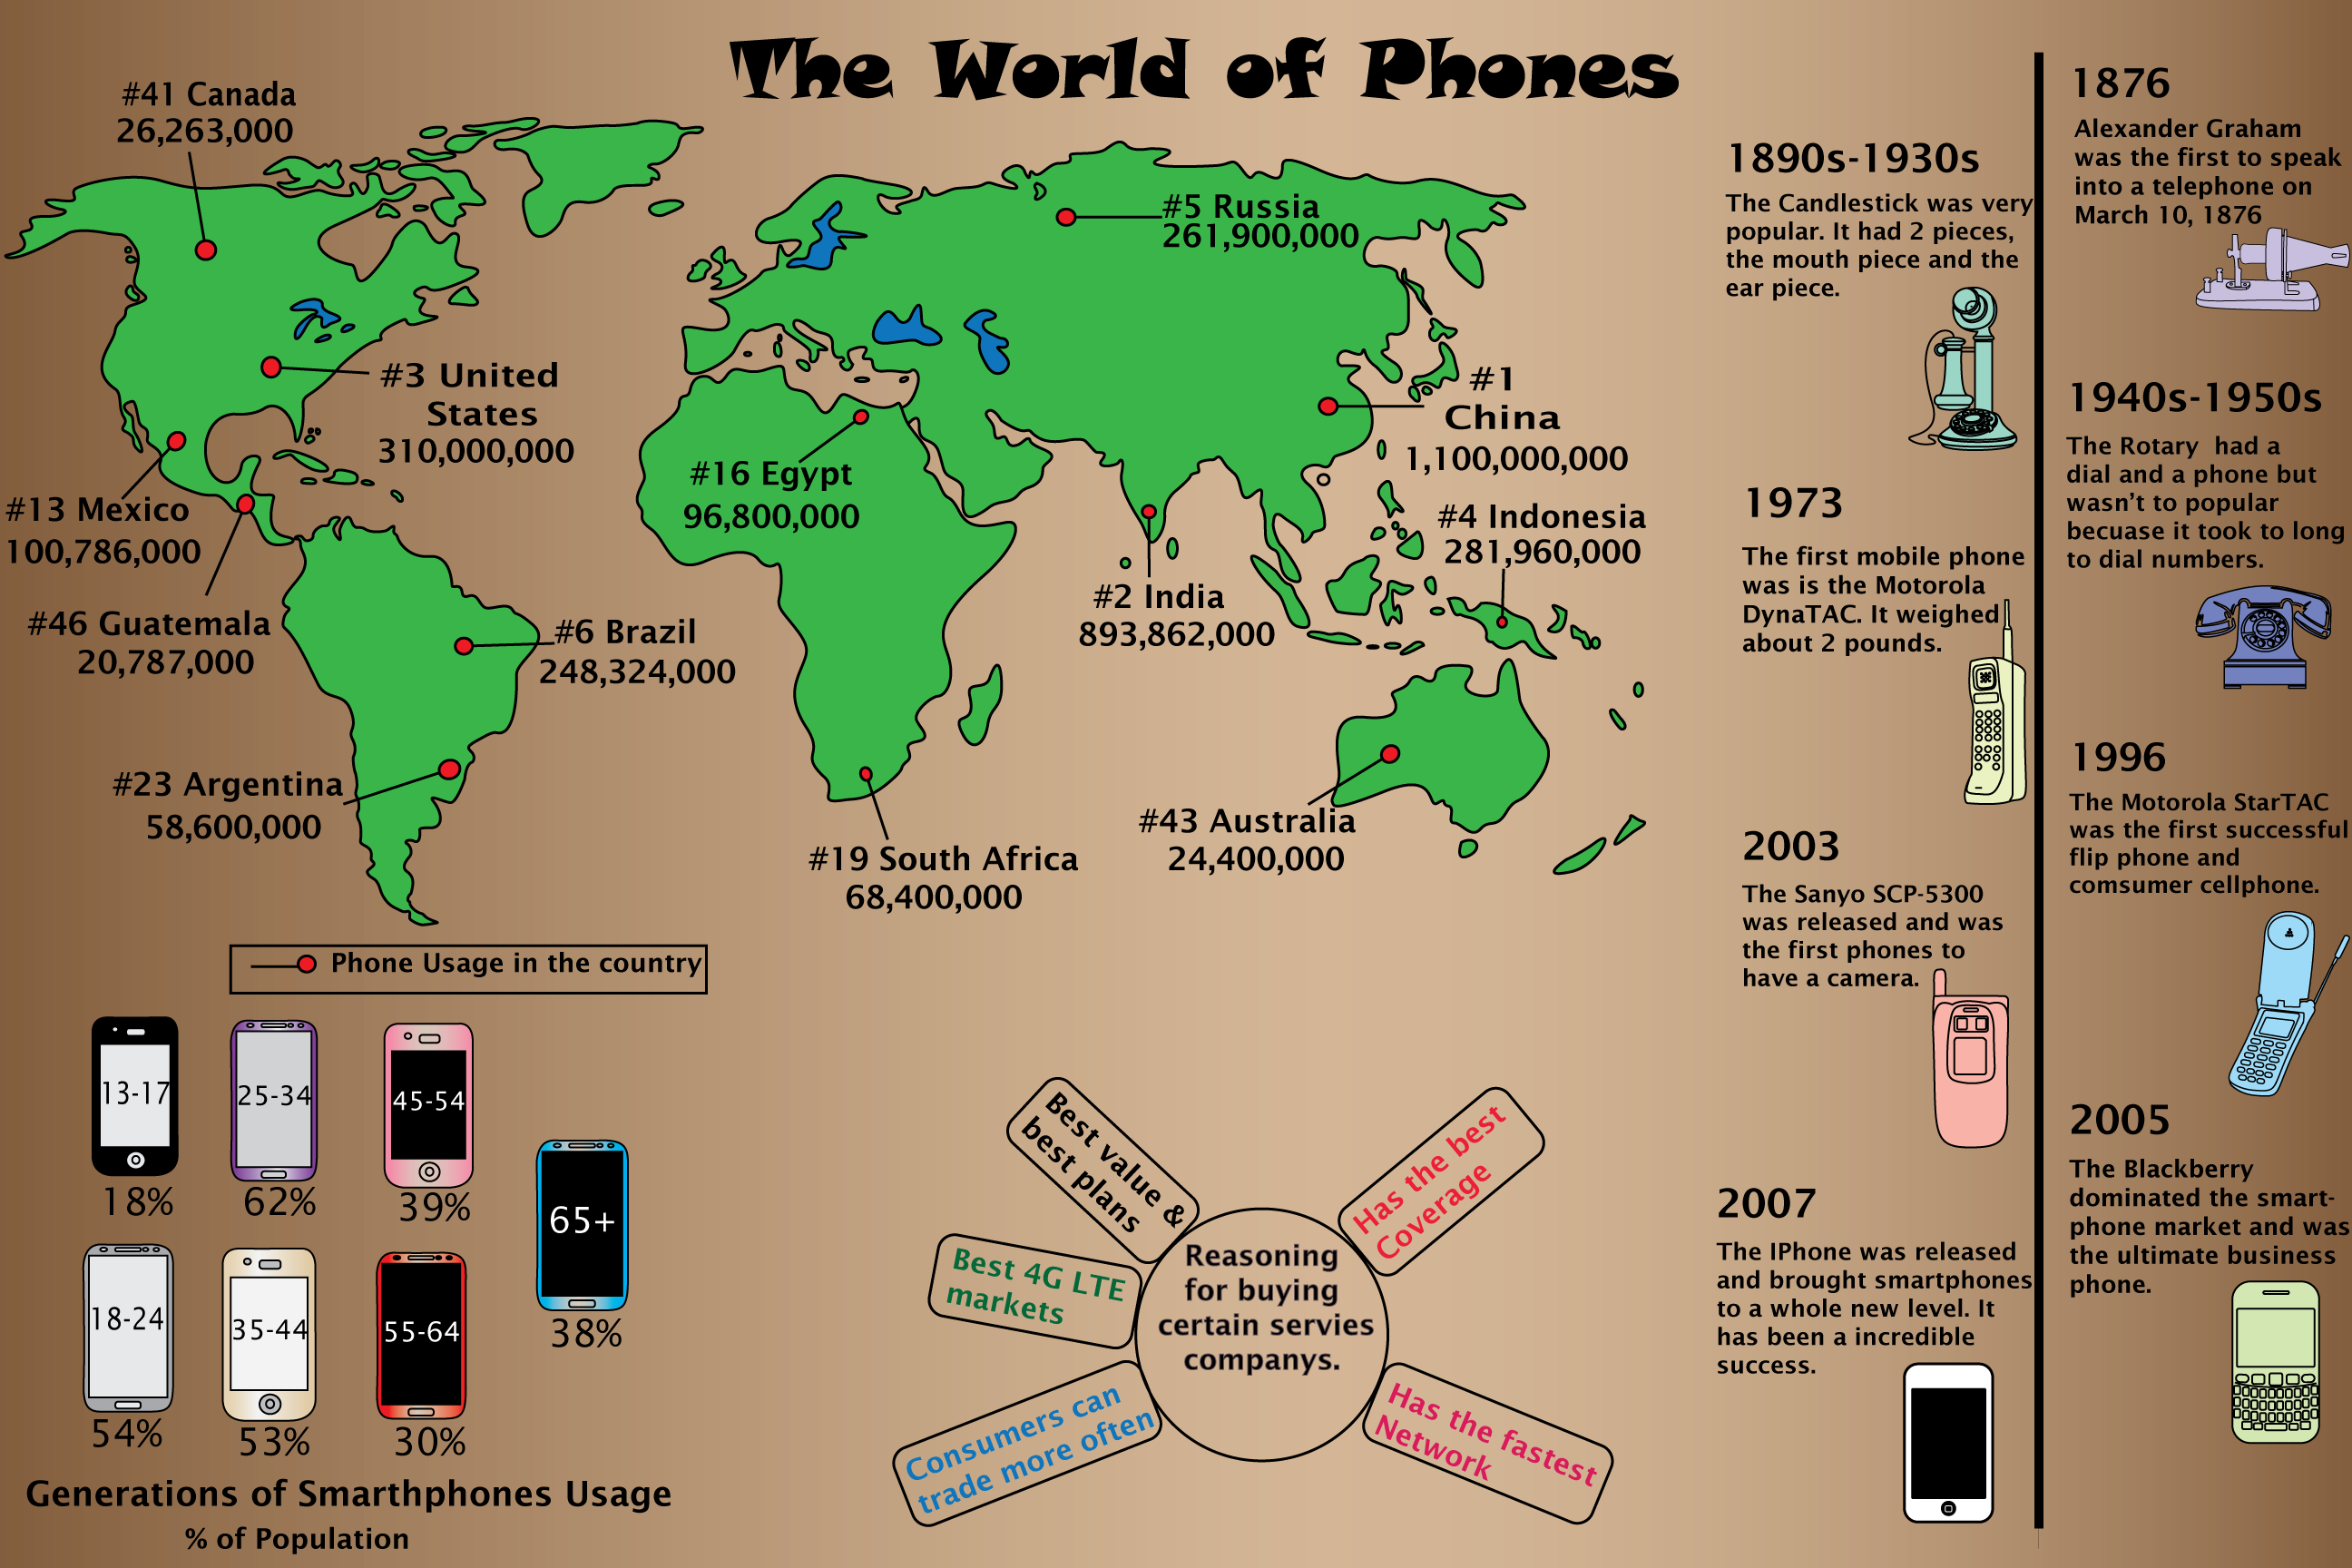 The World of Phones
#41 Canada
26,263,000
#5 Russia
261,900,000
#3 United
States
310,000,000
#1
China
1,100,000,000
#16 Egypt
96,800,000
#13 Mexico
100,786,000
#4 Indonesia
281,960,000
#2 India
893,862,000
#46 Guatemala
20,787,000
#6 Brazil
248,324,000
#23 Argentina
58,600,000
#19 South Africa
68,400,000
#43 Australia
24,400,000
Phone Usage in the country
13-17
18%
25-34
62%
45-54
39%
65+
38%
18-24
54%
35-44
53%
55-64
30%
Generations of Smarthphones Usage
% of Population
Reasoning
for buying
certain servies
companys.
Best value &
best plans
Has the best
Coverage
Best 4G LTE
markets
Consumers can
trade more often
Has the fastest
Network
1876
Alexander Graham
was the first to speak
into a telephone on
March 10, 1876
1890s-1930s
The Candlestick was very
popular. It had 2 pieces,
the mouth piece and the
ear piece.
1940s-1950s
The Rotary had a
dial and a phone but
wasn't to popular
becuase it took to long
to dial numbers.
1973
The first mobile phone
was is the Motorola
DynaTAC. It weighed
about 2 pounds.
1996
The Motorola StarTAC
was the first successful
flip phone and
comsumer cellphone.
2003
The Sanyo SCP-5300
was released and was
the first phones to
have a camera.
2005
The Blackberry
dominated the smart-
phone market and was
the ultimate business
phone.
2007
The IPhone was released
and brought smartphones
to a whole new level. It
has been a incredible
success.